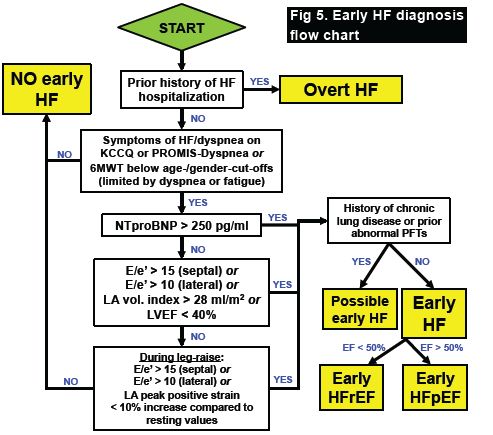 Fig 5. Early HF diagnosis
flow chart
START
NO early
HF
Prior history of HF
hospitalization
YES
Overt HF
NO
Symptoms of HF/dyspnea on
KCCQ or PROMIS-Dyspnea or
6MWT below age-/gender-cut-offs
(limited by dyspnea or fatigue)
NO
YES
NTproBNP > 250 pg/ml
YES
History of chronic
lung disease or prior
abnormal PFTs
NO
E/e' > 15 (septal) or
E/e' > 10 (lateral) or
LA vol. index > 28 ml/m² or
LVEF < 40%
YES
YES
NO
Possible
early HF
Early
HF
NO
During leg-raise:
E/e' > 15 (septal) or
E/e' > 10 (lateral) or
LA peak positive strain
< 10% increase compared to
resting values
NO
YES
EF < 50%
EF > 50%
Early
HFrEF
Early
HFpEF